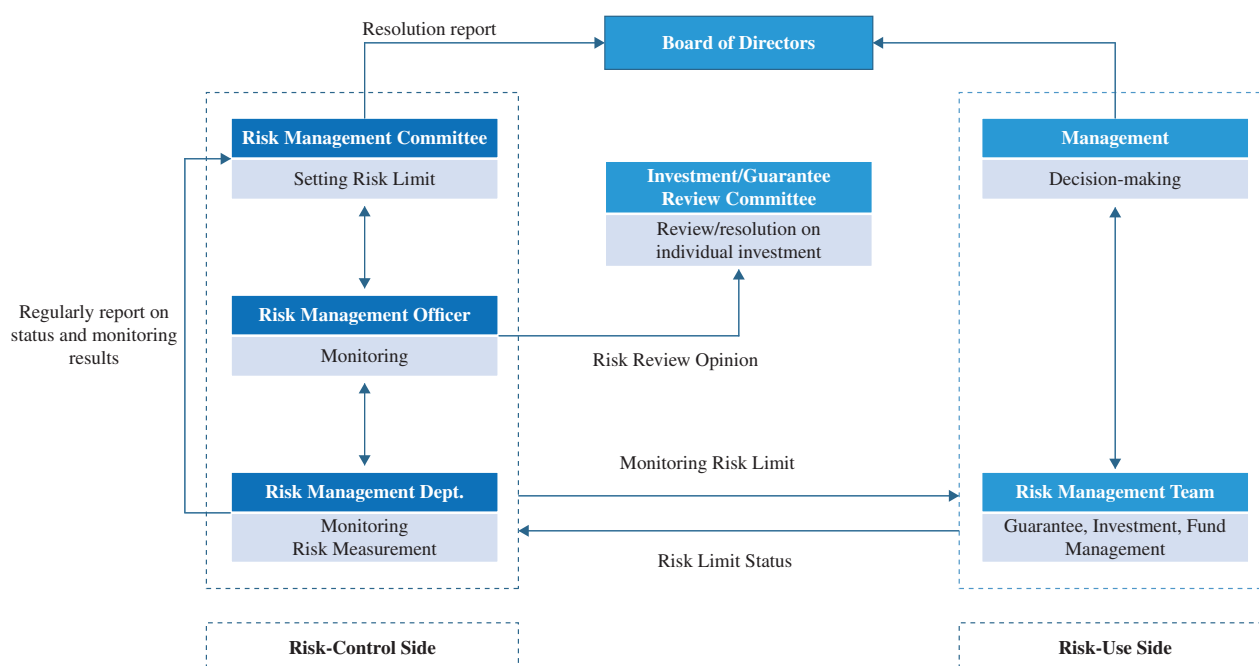 Resolution report
Board of Directors
Risk Management Committee
Setting Risk Limit
Management
Decision-making
Investment/Guarantee
Review Committee
Review/resolution on
individual investment
Regularly report on
status and monitoring
results
Risk Management Officer
Monitoring
Risk Review Opinion
Monitoring Risk Limit
Risk Management Dept.
Monitoring
Risk Measurement
Risk Management Team
Guarantee, Investment, Fund
Management
Risk Limit Status
Risk-Control Side
Risk-Use Side